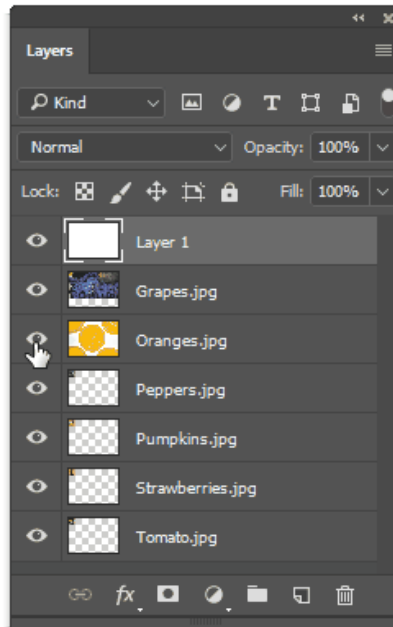 Layers
Kind
Normal Opacity: 100%
Lock: Fill: 100%
Layer 1
Grapes.jpg
Oranges.jpg
Peppers.jpg
Pumpkins.jpg
Strawberries.jpg
Tomato.jpg
fx